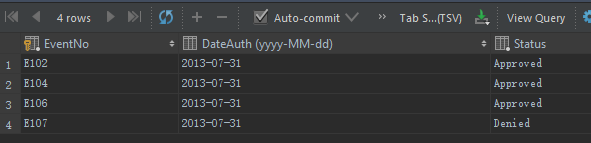 4 rows Auto-commit Tab S...(TSV) View Query
EventNo DateAuth (yyyy-MM-dd) Status
1 E102 2013-07-31 Approved
2 E104 2013-07-31 Approved
3 E106 2013-07-31 Approved
4 E107 2013-07-31 Denied